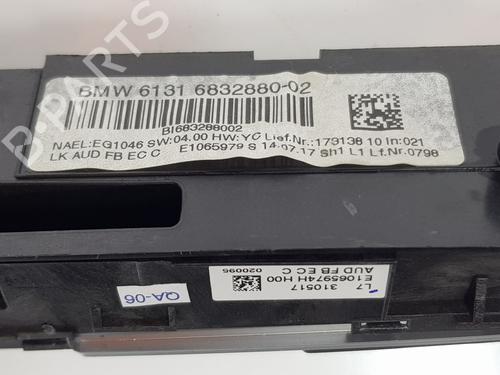 BMW 6131 6832880-02
BI683288002
NAEL:EG1046 SW:04.00 HW:YC Lief.Nr.:173138 10 In:021
LK AUD FB EC C E1065979 S 14.07.17 Sh1 L1 Lf.Nr.0798
B-PARTS
QA-06
L7 310517
E1065974H H00
AUD FB EC C
020095